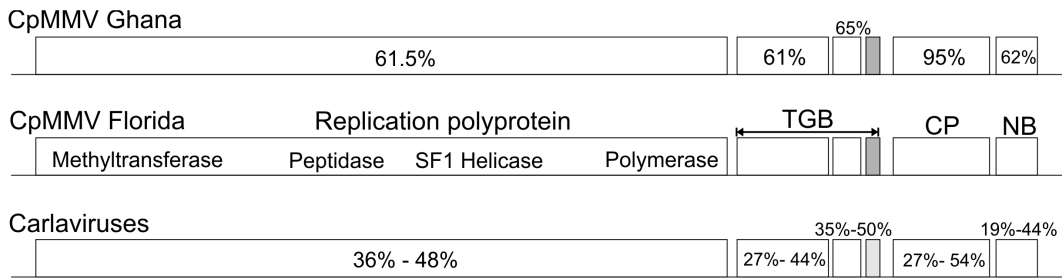 CpMMV Ghana
65%
61.5% 61% 95% 62%
CpMMV Florida Replication polyprotein TGB CP NB
Methyltransferase Peptidase SF1 Helicase Polymerase
Carlaviruses
35%-50% 19%-44%
36% - 48% 27%- 44% 27%- 54%